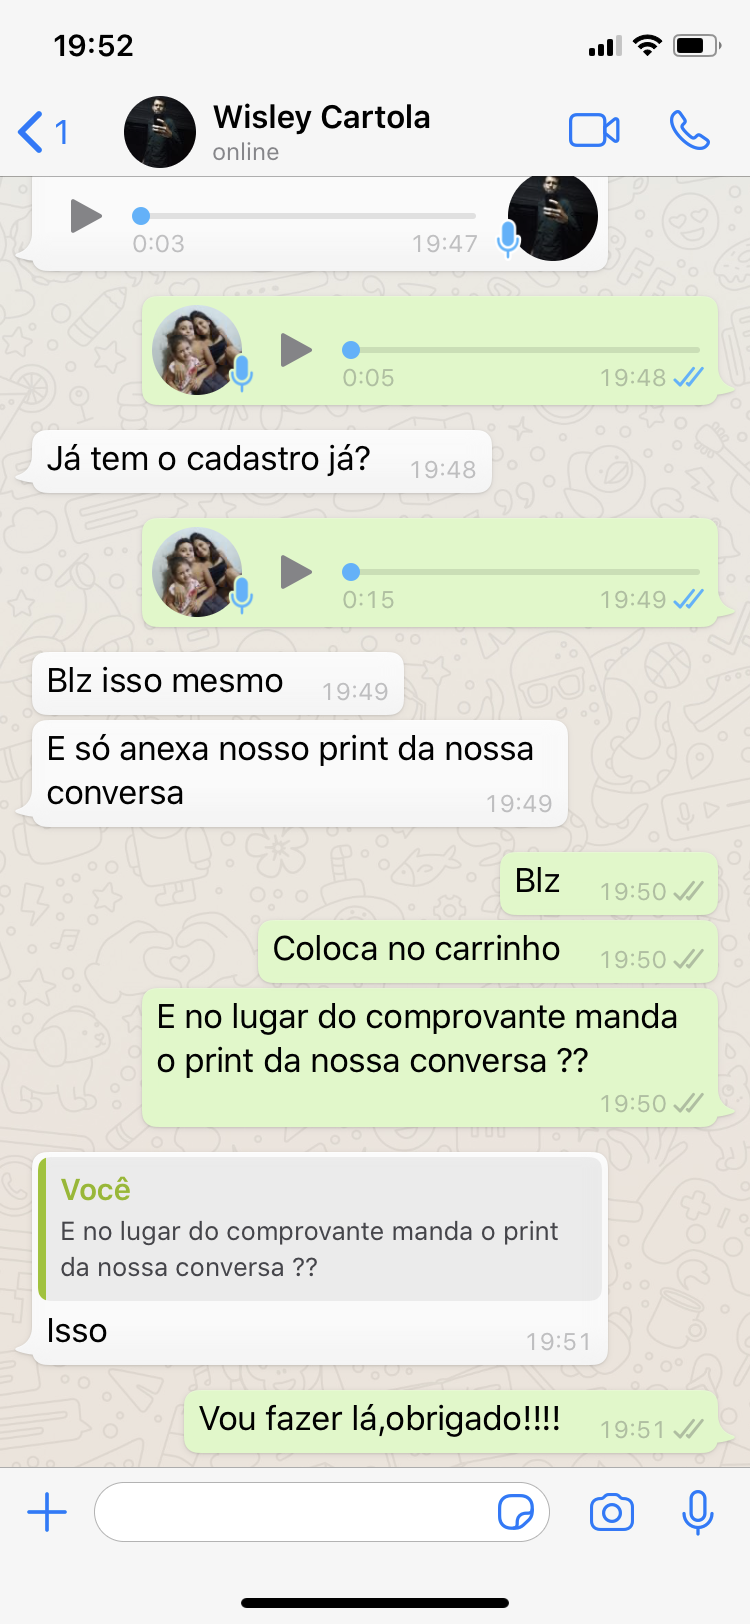 19:52
1
Wisley Cartola
online
0:03 19:47
0:05 19:48
Já tem o cadastro já? 19:48
0:15 19:49
Blz isso mesmo 19:49
E só anexa nosso print da nossa
conversa 19:49
Blz 19:50
Coloca no carrinho 19:50
E no lugar do comprovante manda
o print da nossa conversa ??
19:50
Você
E no lugar do comprovante manda o print
da nossa conversa ??
Isso 19:51
Vou fazer lá,obrigado!!!! 19:51